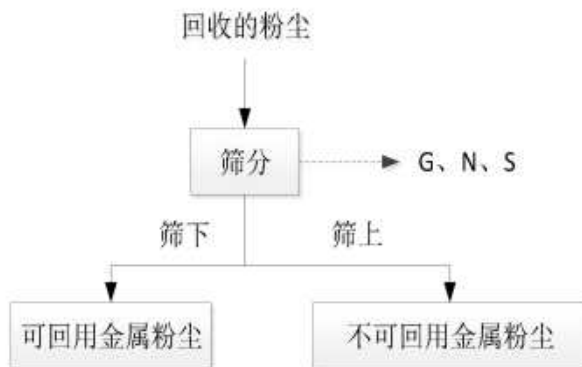 回收的粉尘
筛分
G、N、S
筛下
筛上
可回用金属粉尘
不可回用金属粉尘